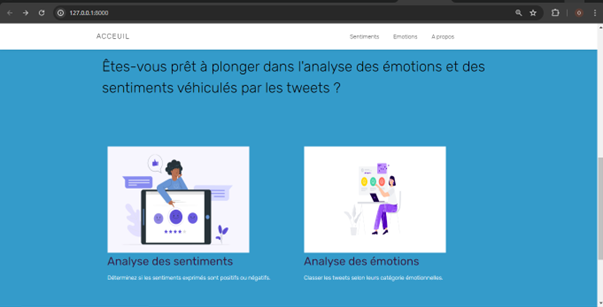 127.0.0.1:8000
ACCEUIL
Sentiments Emotions A propos
Êtes-vous prêt à plonger dans l'analyse des émotions et des
sentiments véhiculés par les tweets ?
Analyse des sentiments
Déterminez si les sentiments exprimés sont positifs ou négatifs.
Analyse des émotions
Classer les tweets selon leurs catégorie émotionnelles.